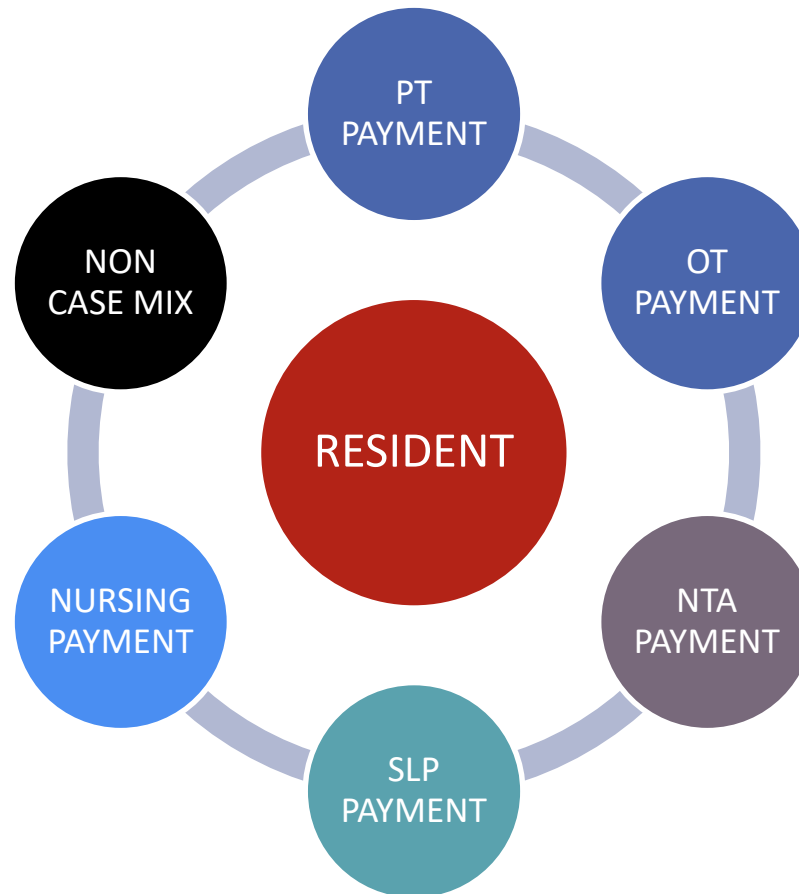 PT
PAYMENT
OT
PAYMENT
NTA
PAYMENT
SLP
PAYMENT
NURSING
PAYMENT
NON
CASE MIX
RESIDENT